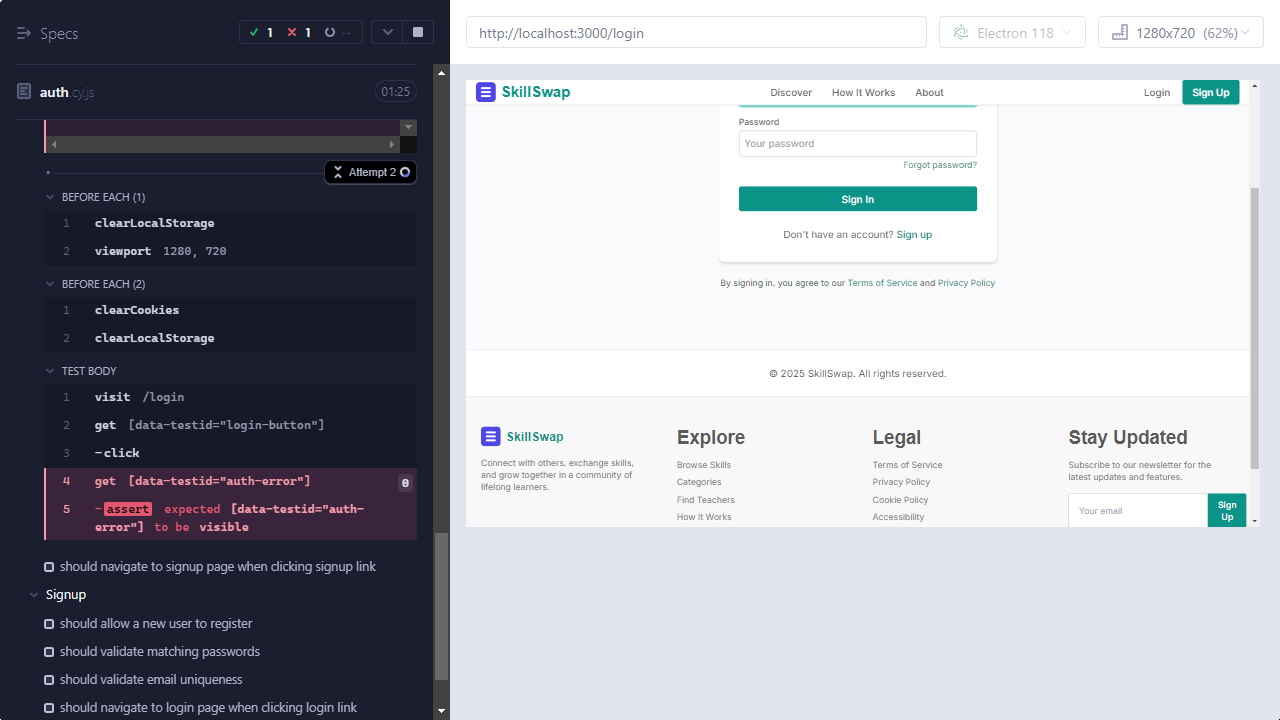 Specs
1
1
--
auth.cy.js
01:25
Attempt 2
BEFORE EACH (1)
1 clearLocalStorage
2 viewport 1280, 720
BEFORE EACH (2)
1 clearCookies
2 clearLocalStorage
TEST BODY
1 visit /login
2 get [data-testid="login-button"]
3 -click
4 get [data-testid="auth-error"] 0
5 -assert expected [data-testid="auth-
error"] to be visible
should navigate to signup page when clicking signup link
Signup
should allow a new user to register
should validate matching passwords
should validate email uniqueness
should navigate to login page when clicking login link
http://localhost:3000/login
Electron 118
1280x720 (62%)
SkillSwap
Discover
How It Works
About
Login
Sign Up
Password
Your password
Forgot password?
Sign In
Don't have an account? Sign up
By signing in, you agree to our Terms of Service and Privacy Policy
© 2025 SkillSwap. All rights reserved.
SkillSwap
Connect with others, exchange skills,
and grow together in a community of
lifelong learners.
Explore
Browse Skills
Categories
Find Teachers
How It Works
Legal
Terms of Service
Privacy Policy
Cookie Policy
Accessibility
Stay Updated
Subscribe to our newsletter for the
latest updates and features.
Your email
Sign
Up